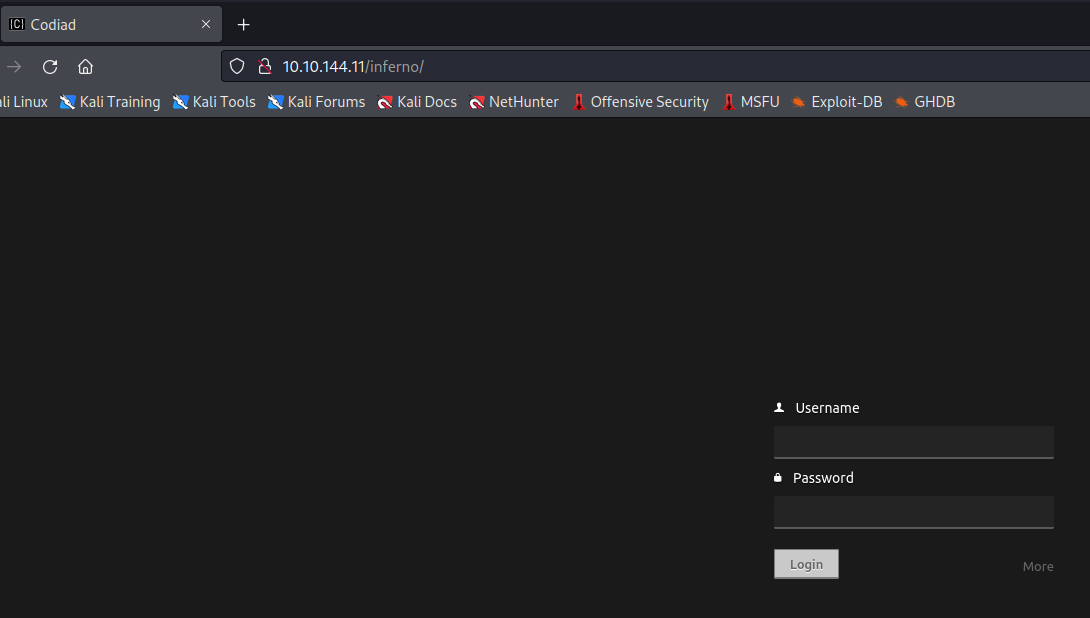 [C] Codiad
10.10.144.11/inferno/
ali Linux Kali Training Kali Tools Kali Forums Kali Docs NetHunter Offensive Security MSFU Exploit-DB GHDB
Username
Password
Login More